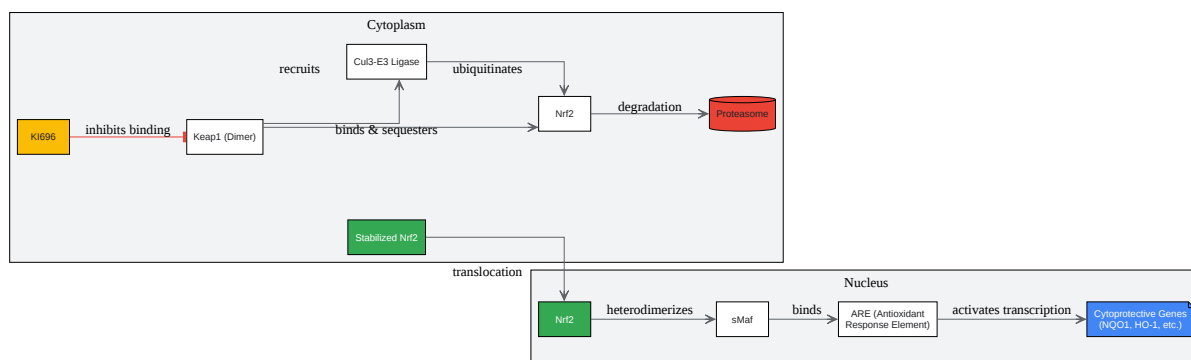 Cytoplasm
Cul3-E3 Ligase
recruits
ubiquitinates
Nrf2
degradation
Proteasome
KI696
inhibits binding
Keap1 (Dimer)
binds & sequesters
Stabilized Nrf2
translocation
Nucleus
Nrf2
heterodimerizes
sMaf
binds
ARE (Antioxidant
Response Element)
activates transcription
Cytoprotective Genes
(NQO1, HO-1, etc.)